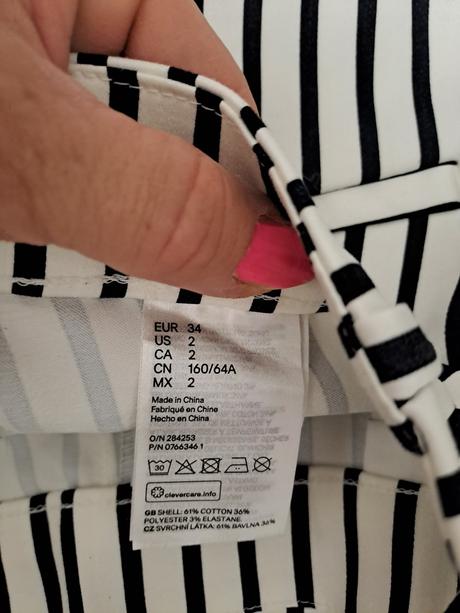 EUR 34
US 2
CA 2
CN 160/64A
MX 2
Made in China
Fabriqué en Chine
Hecho en China
O/N 284253
P/N 0766346 1
30
clevercare.info
GB SHELL: 61% COTTON 36%
POLYESTER 3% ELASTANE.
CZ SVRCHNÍ LÁTKA: 61% BAVLNA 36%